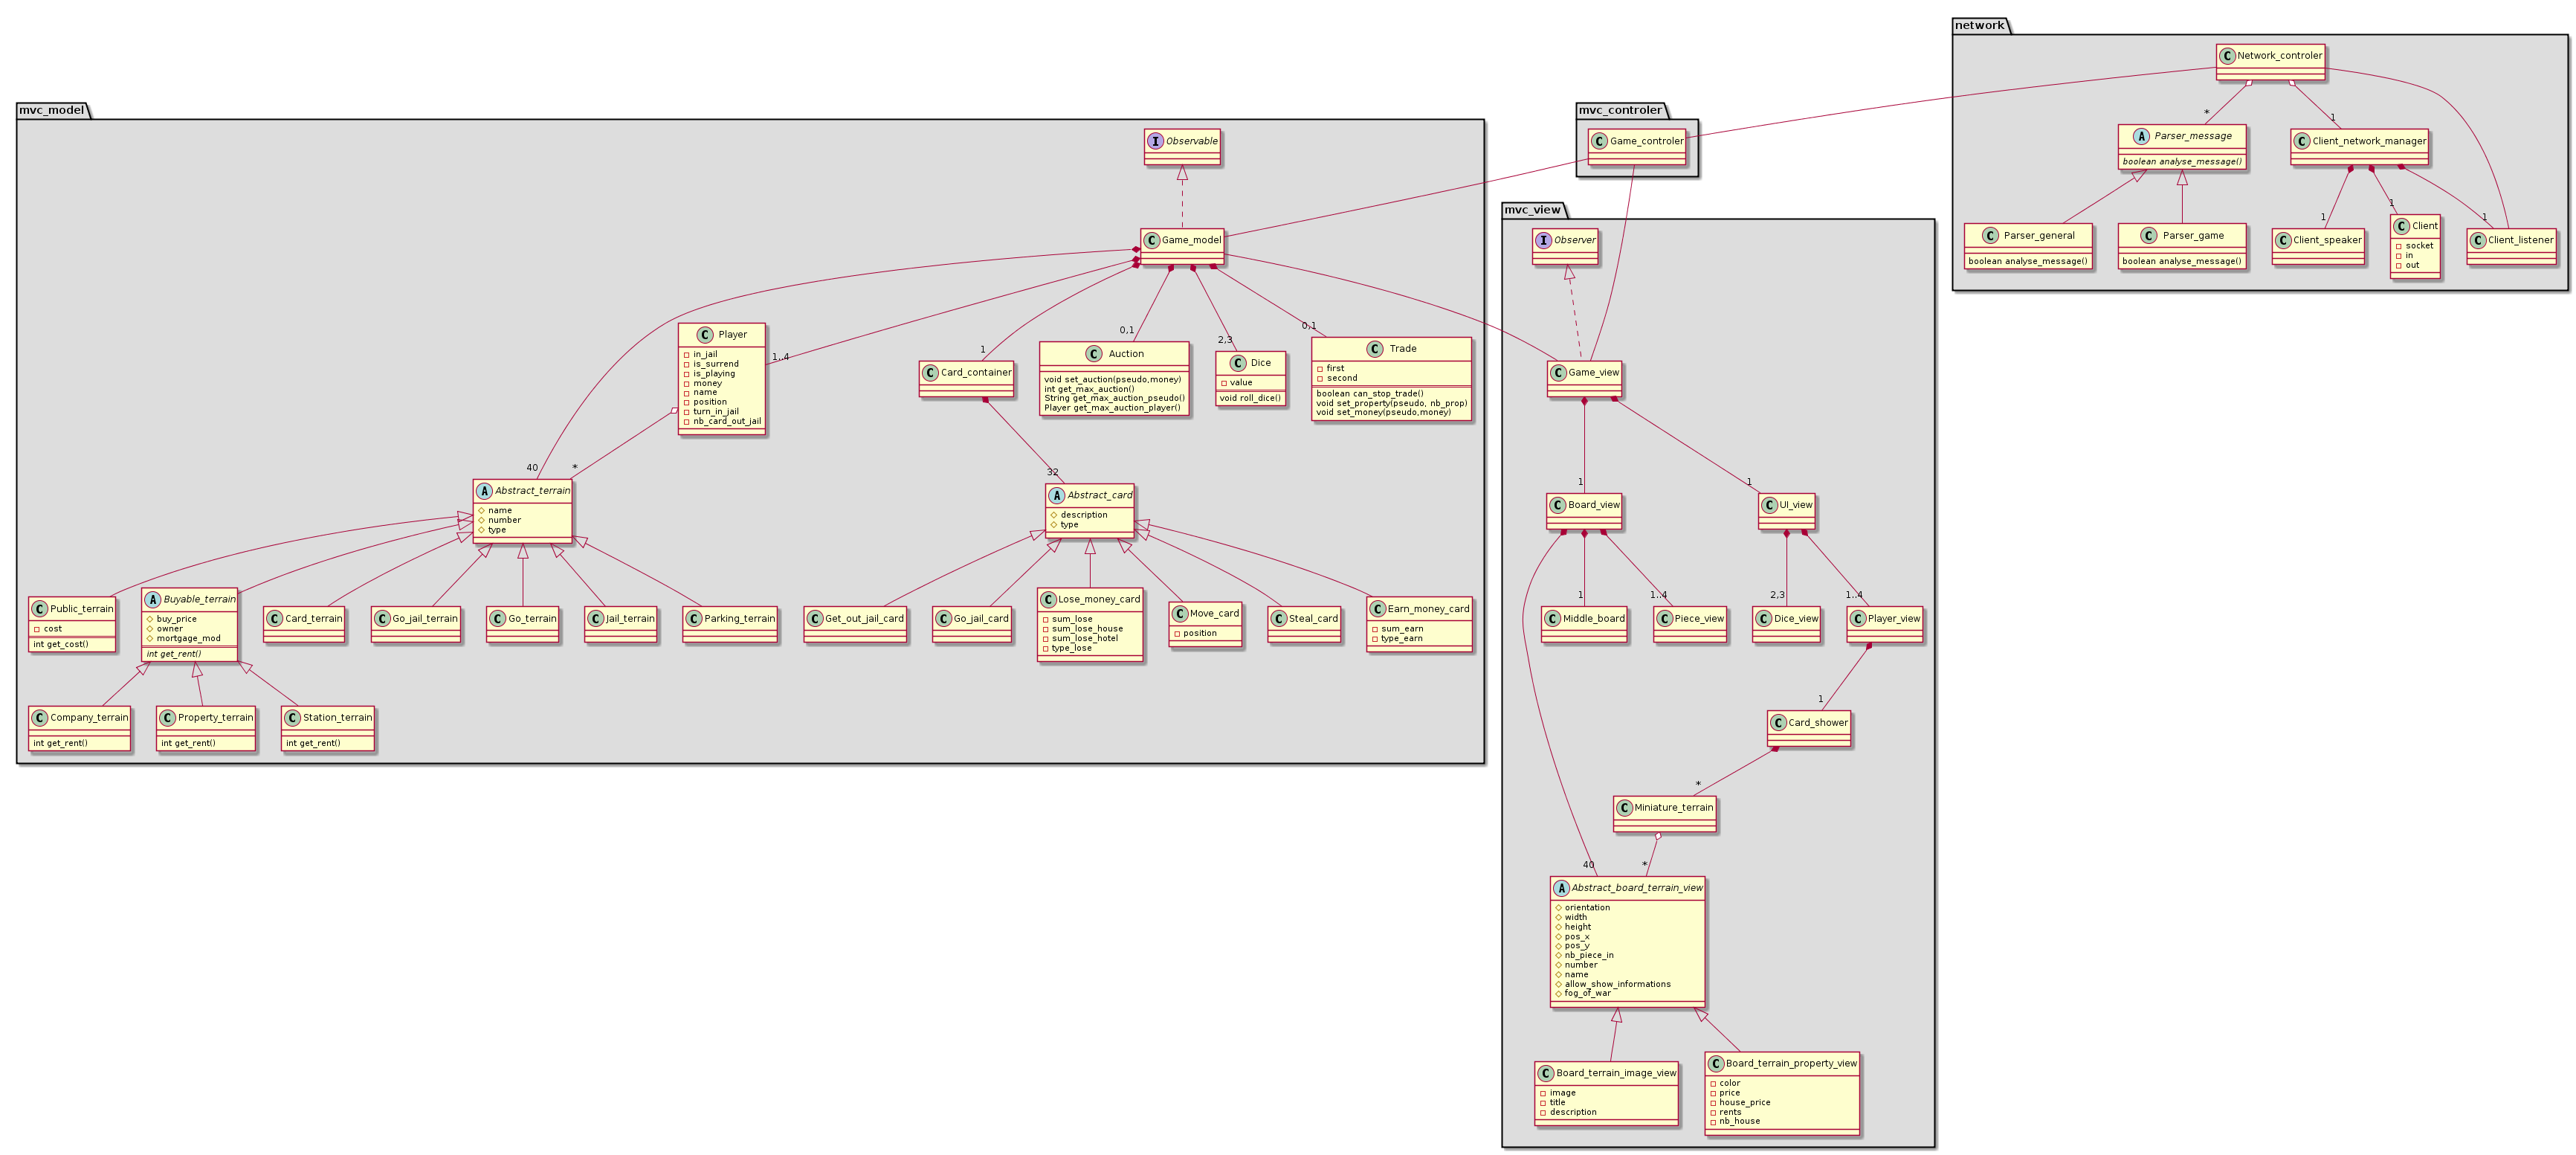 network
C Network_controler
*
1
A Parser_message
boolean analyse_message()
C Client_network_manager
1
1
1
C Parser_general
boolean analyse_message()
C Parser_game
boolean analyse_message()
C Client_speaker
C Client
socket
in
out
C Client_listener
mvc_controler
C Game_controler
mvc_model
I Observable
C Game_model
1..4
1
0,1
2,3
0,1
40
C Player
in_jail
is_surrend
is_playing
money
name
position
turn_in_jail
nb_card_out_jail
*
C Card_container
32
C Auction
void set_auction(pseudo,money)
int get_max_auction()
String get_max_auction_pseudo()
Player get_max_auction_player()
C Dice
value
void roll_dice()
C Trade
first
second
boolean can_stop_trade()
void set_property(pseudo, nb_prop)
void set_money(pseudo,money)
A Abstract_terrain
name
number
type
A Abstract_card
description
type
C Public_terrain
cost
int get_cost()
A Buyable_terrain
buy_price
owner
mortgage_mod
int get_rent()
C Card_terrain
C Go_jail_terrain
C Go_terrain
C Jail_terrain
C Parking_terrain
C Get_out_jail_card
C Go_jail_card
C Lose_money_card
sum_lose
sum_lose_house
sum_lose_hotel
type_lose
C Move_card
position
C Steal_card
C Earn_money_card
sum_earn
type_earn
C Company_terrain
int get_rent()
C Property_terrain
int get_rent()
C Station_terrain
int get_rent()
mvc_view
I Observer
C Game_view
1
1
C Board_view
C UI_view
1
1..4
2,3
1..4
C Middle_board
C Piece_view
C Dice_view
C Player_view
1
C Card_shower
*
C Miniature_terrain
40
*
A Abstract_board_terrain_view
orientation
width
height
pos_x
pos_y
nb_piece_in
number
name
allow_show_informations
fog_of_war
C Board_terrain_image_view
image
title
description
C Board_terrain_property_view
color
price
house_price
rents
nb_house